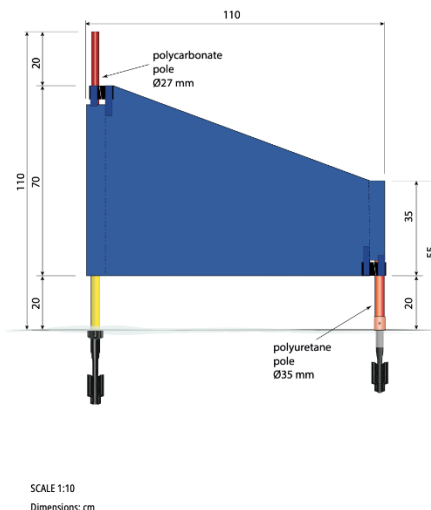 110
20
polycarbonate
pole
Ø27 mm
110
70
35
55
20
20
polyuretane
pole
Ø35 mm
SCALE 1:10
Dimensions: cm